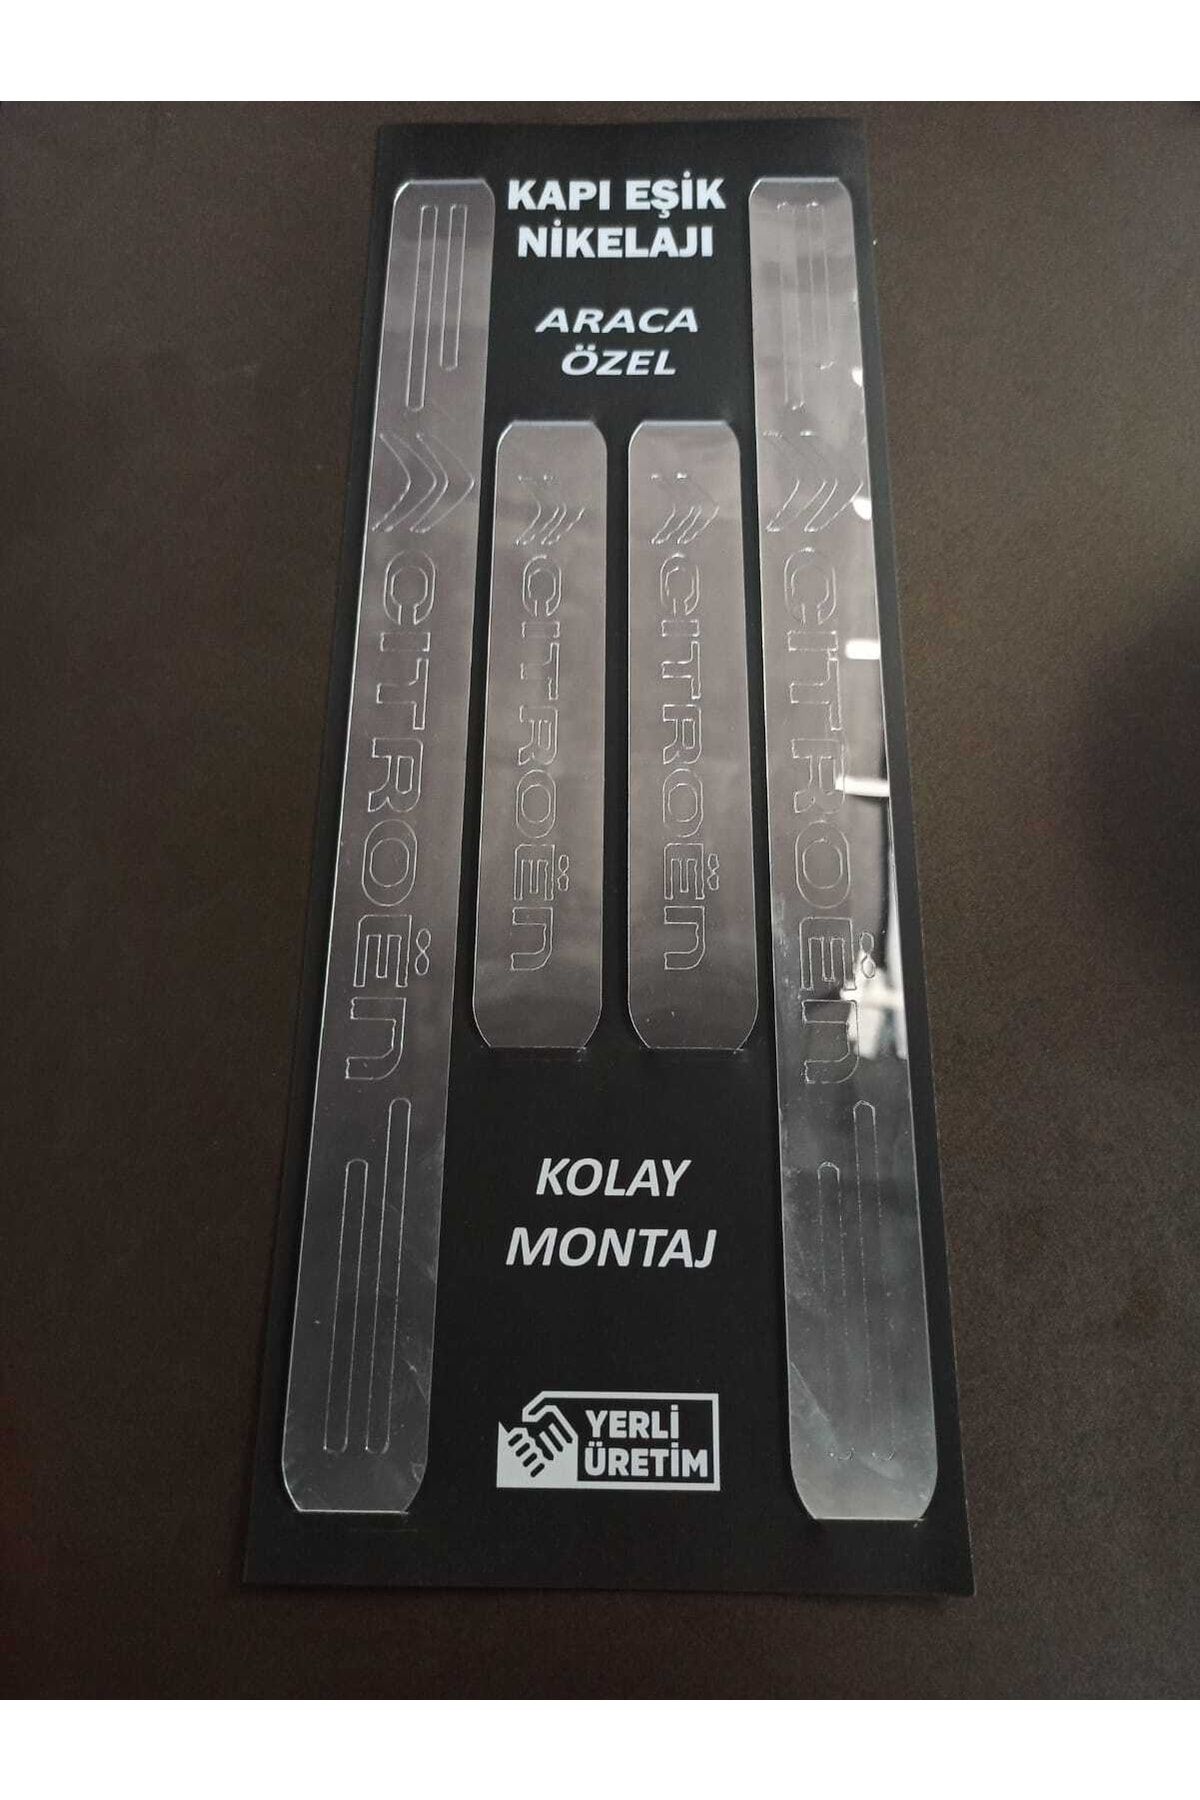 KAPI EŞİK
NİKELAJI
ARACA
ÖZEL
CITROËn
CITROËn
CITROËn
CITROËn
KOLAY
MONTAJ
YERLİ
ÜRETİM